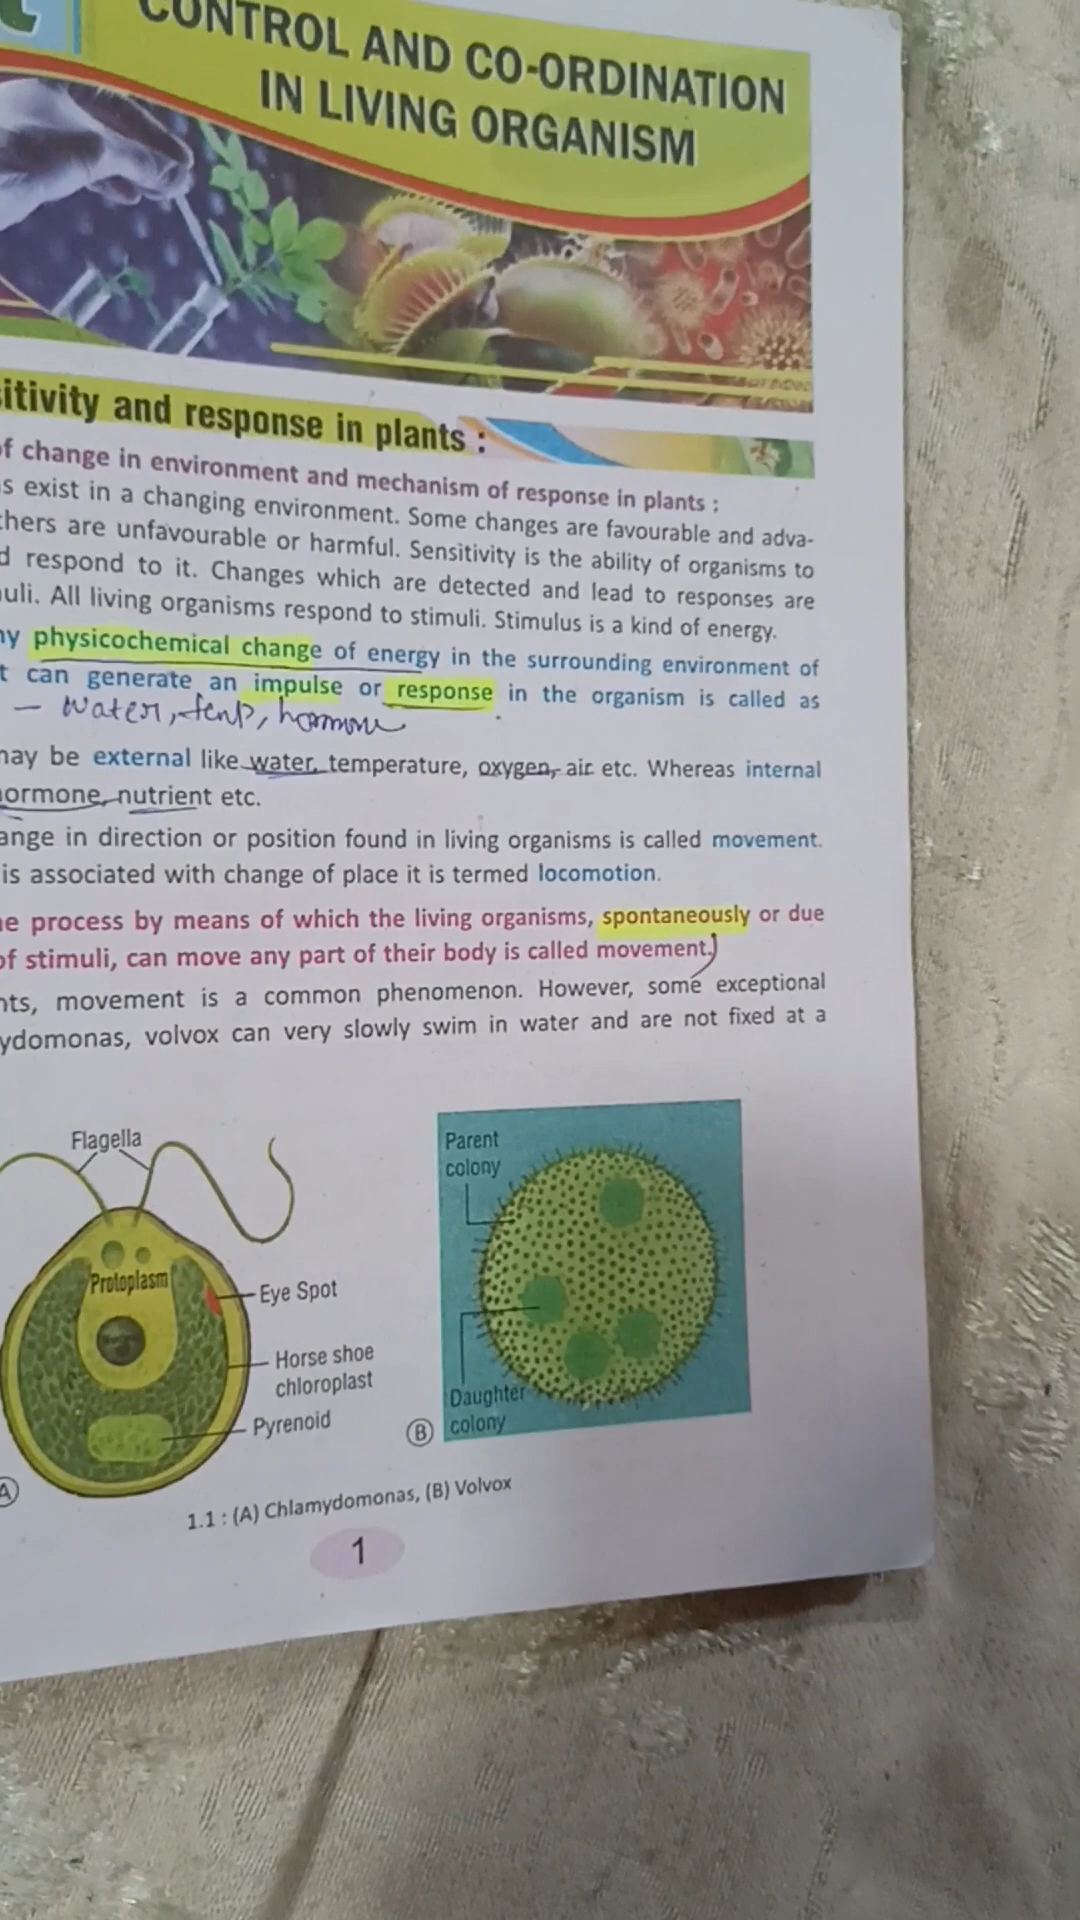 CONTROL AND CO-ORDINATION
IN LIVING ORGANISM
itivity and response in plants :
of change in environment and mechanism of response in plants :
s exist in a changing environment. Some changes are favourable and adva-
thers are unfavourable or harmful. Sensitivity is the ability of organisms to
d respond to it. Changes which are detected and lead to responses are
uli. All living organisms respond to stimuli. Stimulus is a kind of energy.
ny physicochemical change of energy in the surrounding environment of
t can generate an impulse or response in the organism is called as
– Water, temp, hormone
may be external like water, temperature, oxygen, air etc. Whereas internal
ormone, nutrient etc.
ange in direction or position found in living organisms is called movement.
is associated with change of place it is termed locomotion.
ne process by means of which the living organisms, spontaneously or due
of stimuli, can move any part of their body is called movement.)
nts, movement is a common phenomenon. However, some exceptional
ydomonas, volvox can very slowly swim in water and are not fixed at a
Flagella
Protoplasm
Eye Spot
Horse shoe
chloroplast
Pyrenoid
A
Parent
colony
Daughter
colony
B
1.1 : (A) Chlamydomonas, (B) Volvox
1